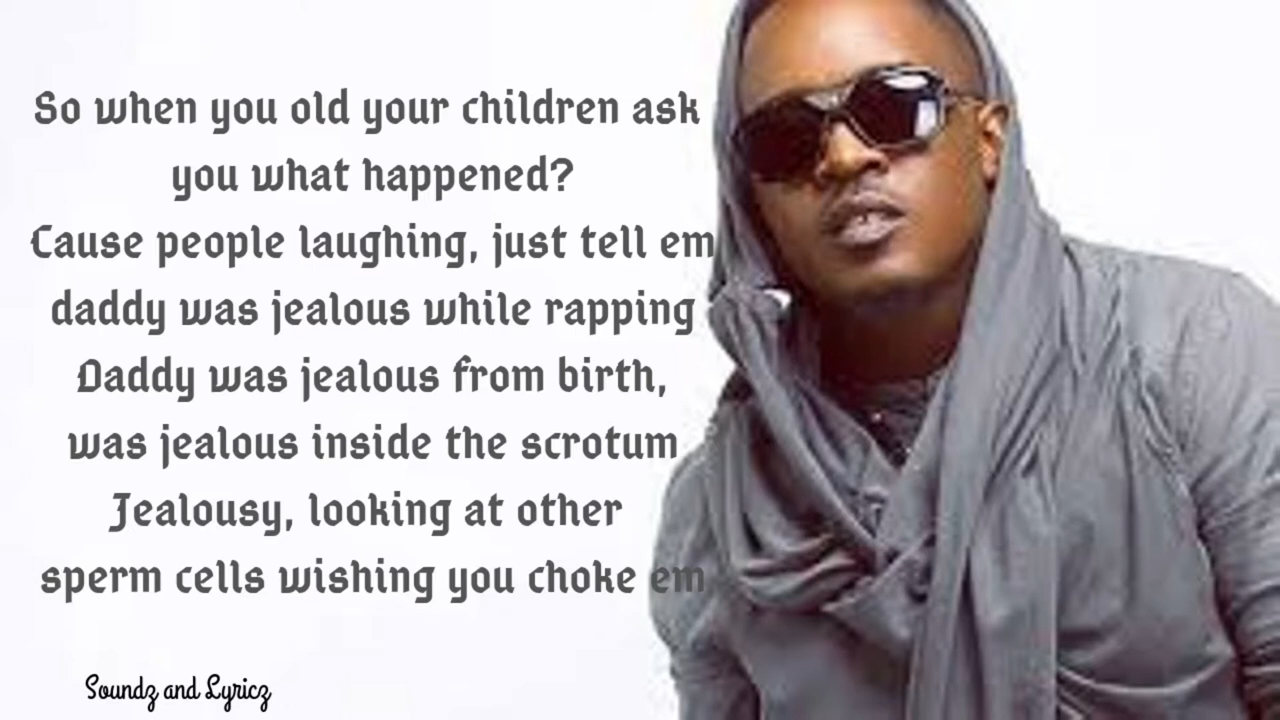 So when you old your children ask
you what happened?
Cause people laughing, just tell em
daddy was jealous while rapping
Daddy was jealous from birth,
was jealous inside the scrotum
Jealousy, looking at other
sperm cells wishing you choke em
Soundz and Lyricz